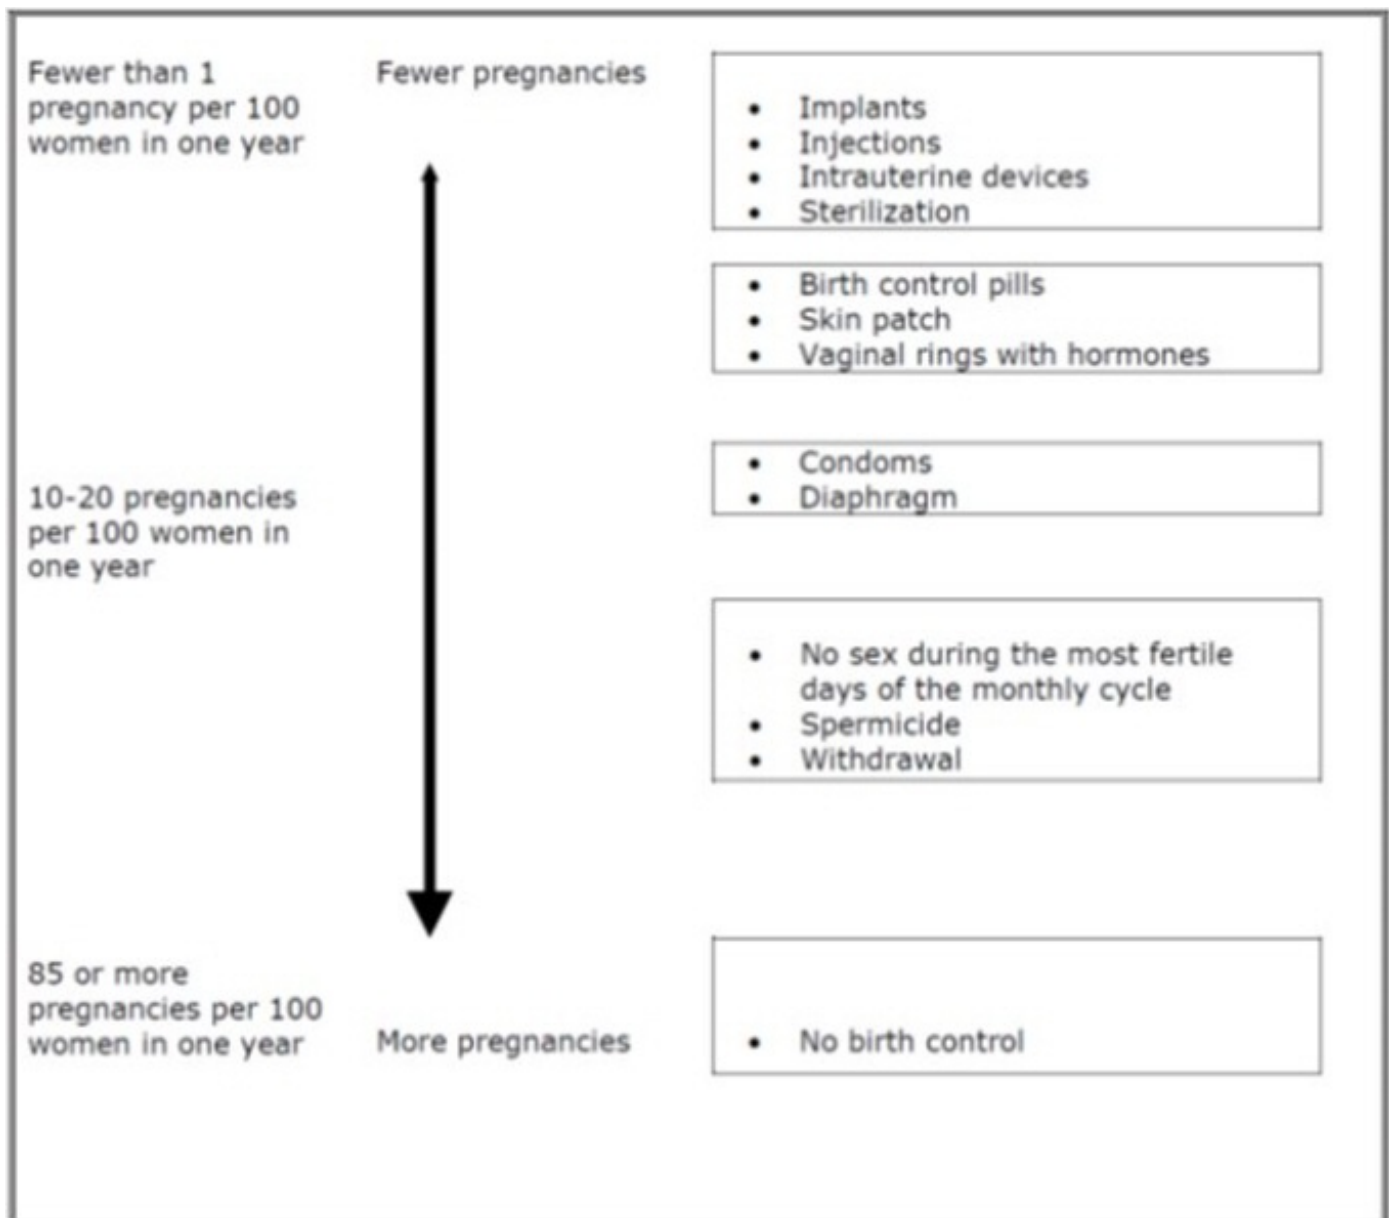 Fewer than 1
pregnancy per 100
women in one year
Fewer pregnancies
• Implants
• Injections
• Intrauterine devices
• Sterilization
• Birth control pills
• Skin patch
• Vaginal rings with hormones
10-20 pregnancies
per 100 women in
one year
• Condoms
• Diaphragm
• No sex during the most fertile
days of the monthly cycle
• Spermicide
• Withdrawal
85 or more
pregnancies per 100
women in one year
More pregnancies
• No birth control